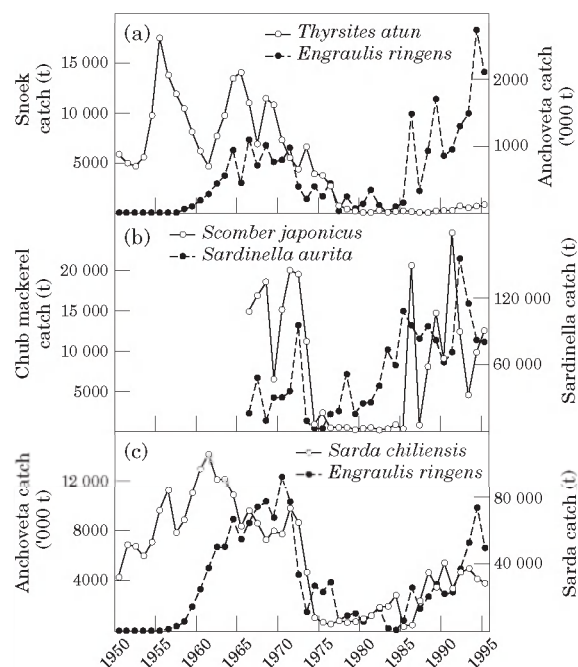 (a)
Thyrsites atun
Engraulis ringens
Snoek
catch (t)
15 000
10 000
5000
2000
1000
Anchoveta catch
('000 t)
(b)
Scomber japonicus
Sardinella aurita
Chub mackerel
catch (t)
20 000
15 000
10 000
5000
120 000
60 000
Sardinella catch (t)
(c)
Sarda chiliensis
Engraulis ringens
Anchoveta catch
('000 t)
12 000
8000
4000
80 000
40 000
Sarda catch (t)
1950
1955
1960
1965
1970
1975
1980
1985
1990
1995